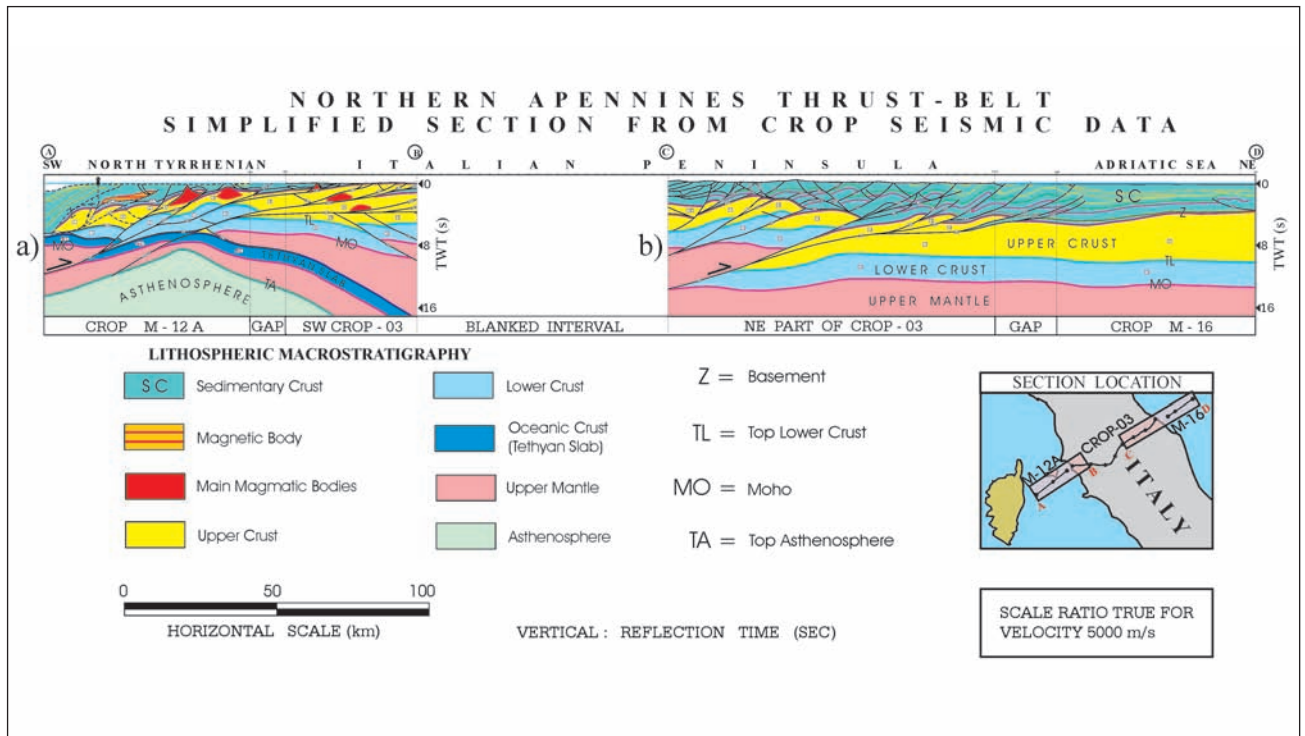 NORTHERN APENNINES THRUST-BELT
SIMPLIFIED SECTION FROM CROP SEISMIC DATA
A B C D
SW NORTH TYRRHENIAN ITALIAN PENINSULA ADRIATIC SEA NE
a)
MO
TL
MO
TETHYAN SLAB
ASTHENOSPHERE
TA
0
8
16
TWT (s)
b)
SC
Z
UPPER CRUST
TL
LOWER CRUST
MO
UPPER MANTLE
0
8
16
TWT (s)
CROP M - 12 A GAP SW CROP - 03 BLANKED INTERVAL NE PART OF CROP - 03 GAP CROP M - 16
LITHOSPHERIC MACROSTRATIGRAPHY
SC Sedimentary Crust
Magnetic Body
Main Magmatic Bodies
Upper Crust
Lower Crust
Oceanic Crust
(Tethyan Slab)
Upper Mantle
Asthenosphere
Z = Basement
TL = Top Lower Crust
MO = Moho
TA = Top Asthenosphere
SECTION LOCATION
M-12A
CROP-03
M-16
A
B
C
D
ITALY
0 50 100
HORIZONTAL SCALE (km)
VERTICAL : REFLECTION TIME (SEC)
SCALE RATIO TRUE FOR
VELOCITY 5000 m/s